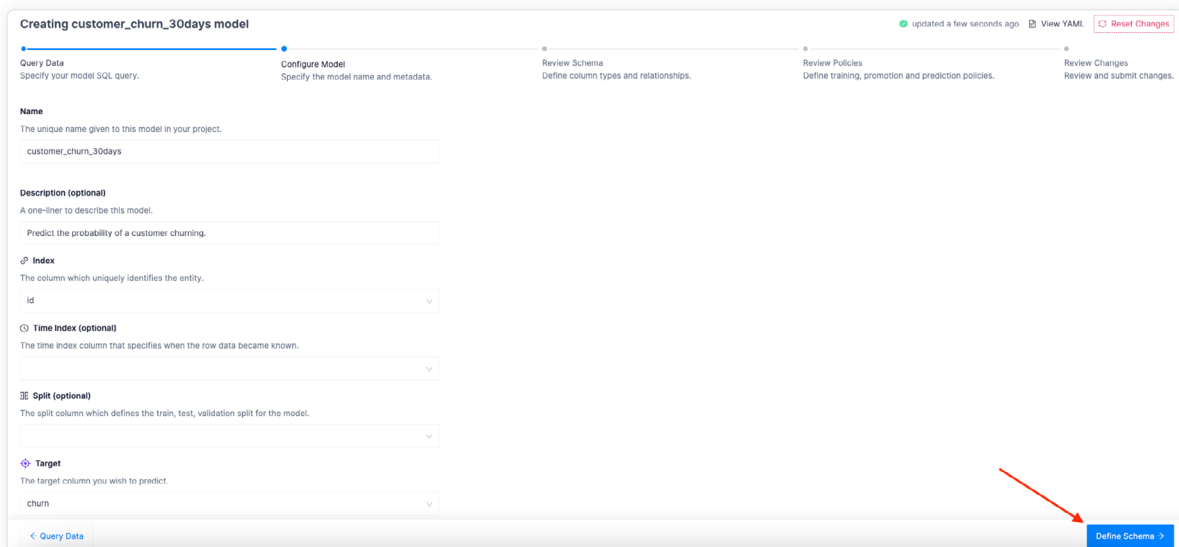 Creating customer_churn_30days model
updated a few seconds ago View YAML Reset Changes
Query Data
Specify your model SQL query.
Configure Model
Specify the model name and metadata.
Review Schema
Define column types and relationships.
Review Policies
Define training, promotion and prediction policies.
Review Changes
Review and submit changes.
Name
The unique name given to this model in your project.
customer_churn_30days
Description (optional)
A one-liner to describe this model.
Predict the probability of a customer churning.
Index
The column which uniquely identifies the entity.
id
Time Index (optional)
The time index column that specifies when the row data became known.
Split (optional)
The split column which defines the train, test, validation split for the model.
Target
The target column you wish to predict.
churn
Query Data
Define Schema